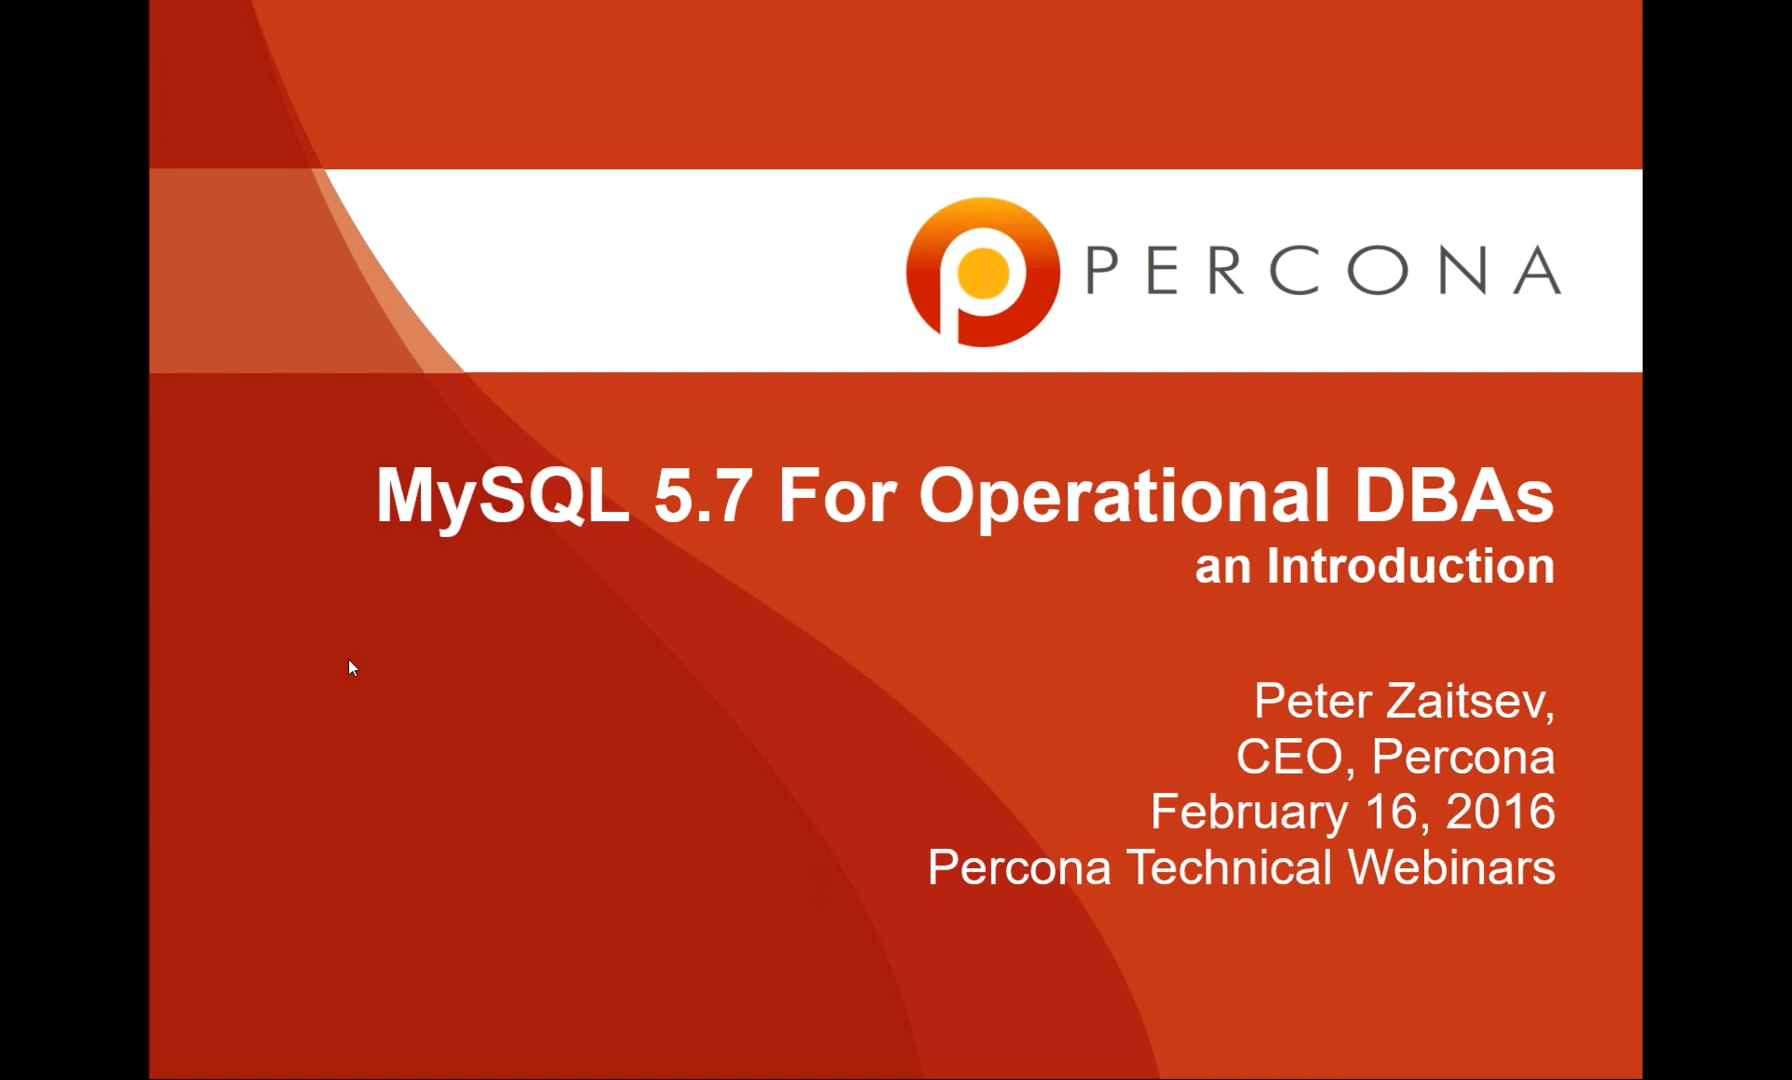 PERCONA
MySQL 5.7 For Operational DBAs
an Introduction
Peter Zaitsev,
CEO, Percona
February 16, 2016
Percona Technical Webinars